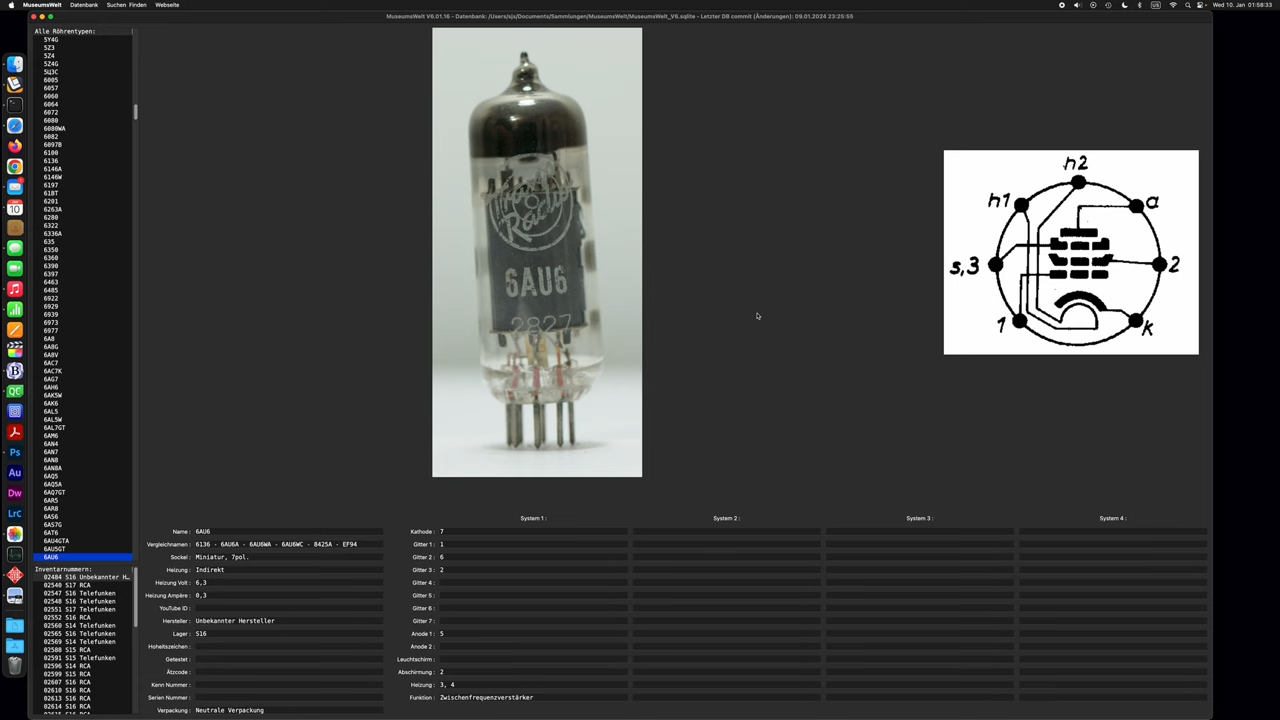 MuseumsWelt Datenbank Suchen Finden Webseite
US Wed 10. Jan 01:58:33
MuseumsWelt V6.01.16 - Datenbank: /Users/sjs/Documents/Sammlungen/MuseumsWelt/MuseumsWelt_V6.sqlite - Letzter DB commit (Änderungen): 09.01.2024 23:25:55
Alle Röhrentypen:
5Y4G
5Z3
5Z4
5Z4G
5Ц3C
6005
6057
6060
6064
6072
6080
6080WA
6082
6097B
6100
6136
6146A
6146W
6197
61BT
6201
6263A
6280
6322
6336A
635
6350
6360
6390
6397
6463
6485
6922
6929
6939
6973
6977
6A8
6A8G
6A8V
6AC7
6AC7K
6AG7
6AH6
6AK5W
6AK6
6AL5
6AL5W
6AL7GT
6AM6
6AN4
6AN7
6AN8
6AN8A
6AQ5
6AQ5A
6AQ7GT
6AR5
6AR8
6AS6
6AS7G
6AT6
6AU4GTA
6AU5GT
6AU6
Inventarnummern:
02484 S16 Unbekannter H…
02540 S17 RCA
02547 S16 Telefunken
02548 S16 Telefunken
02551 S17 Telefunken
02552 S16 RCA
02560 S14 Telefunken
02565 S16 Telefunken
02569 S14 Telefunken
02588 S15 RCA
02591 S15 Telefunken
02596 S14 RCA
02599 S15 RCA
02607 S16 RCA
02610 S16 RCA
02613 S16 RCA
02614 S16 RCA
Radio
6AU6
2827
h2
h1
a
s,3
2
1
k
System 1 : System 2 : System 3 : System 4 :
Name : 6AU6
Vergleichnamen : 6136 - 6AU6A - 6AU6WA - 6AU6WC - 8425A - EF94
Sockel : Miniatur, 7pol.
Heizung : Indirekt
Heizung Volt : 6,3
Heizung Ampère : 0,3
YouTube ID :
Hersteller : Unbekannter Hersteller
Lager : S16
Hoheitszeichen :
Getestet :
Ätzcode :
Kenn Nummer :
Serien Nummer :
Verpackung : Neutrale Verpackung
Kathode : 7
Gitter 1 : 1
Gitter 2 : 6
Gitter 3 : 2
Gitter 4 :
Gitter 5 :
Gitter 6 :
Gitter 7 :
Anode 1 : 5
Anode 2 :
Leuchtschirm :
Abschirmung : 2
Heizung : 3, 4
Funktion : Zwischenfrequenzverstärker